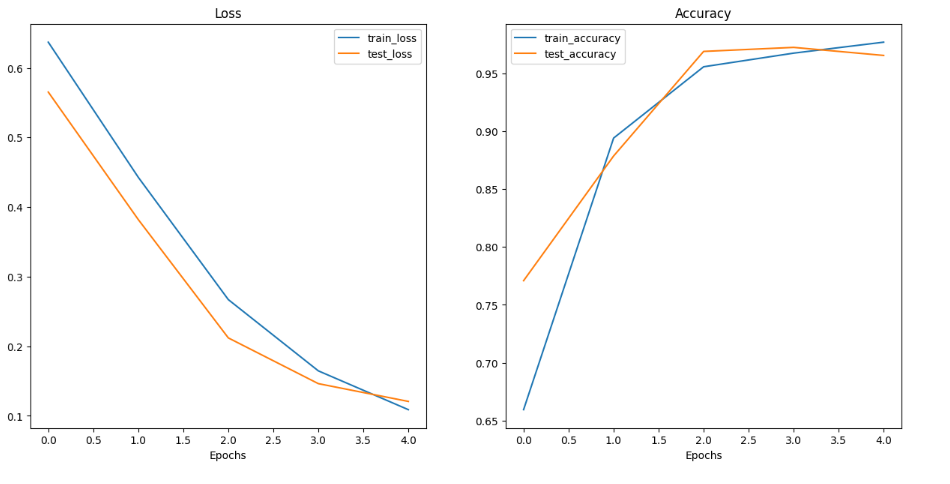 Loss
train_loss
test_loss
0.6
0.5
0.4
0.3
0.2
0.1
0.0 0.5 1.0 1.5 2.0 2.5 3.0 3.5 4.0
Epochs
Accuracy
train_accuracy
test_accuracy
0.95
0.90
0.85
0.80
0.75
0.70
0.65
0.0 0.5 1.0 1.5 2.0 2.5 3.0 3.5 4.0
Epochs